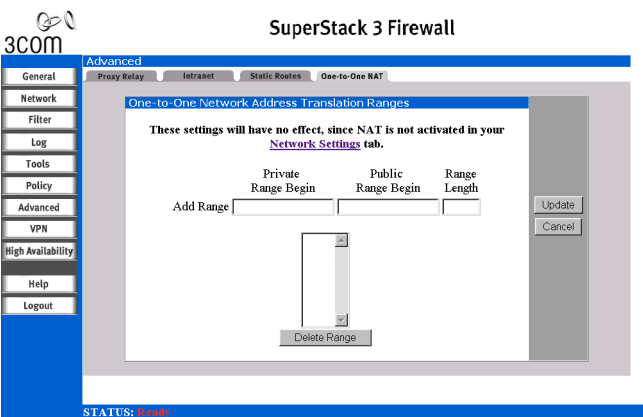 SuperStack 3 Firewall
3COM
Advanced
Proxy Relay Intranet Static Routes One-to-One NAT
General
Network
Filter
Log
Tools
Policy
Advanced
VPN
High Availability
Help
Logout
One-to-One Network Address Translation Ranges
These settings will have no effect, since NAT is not activated in your
Network Settings tab.
Private Public Range
Range Begin Range Begin Length
Add Range
Update
Cancel
Delete Range
STATUS: Ready